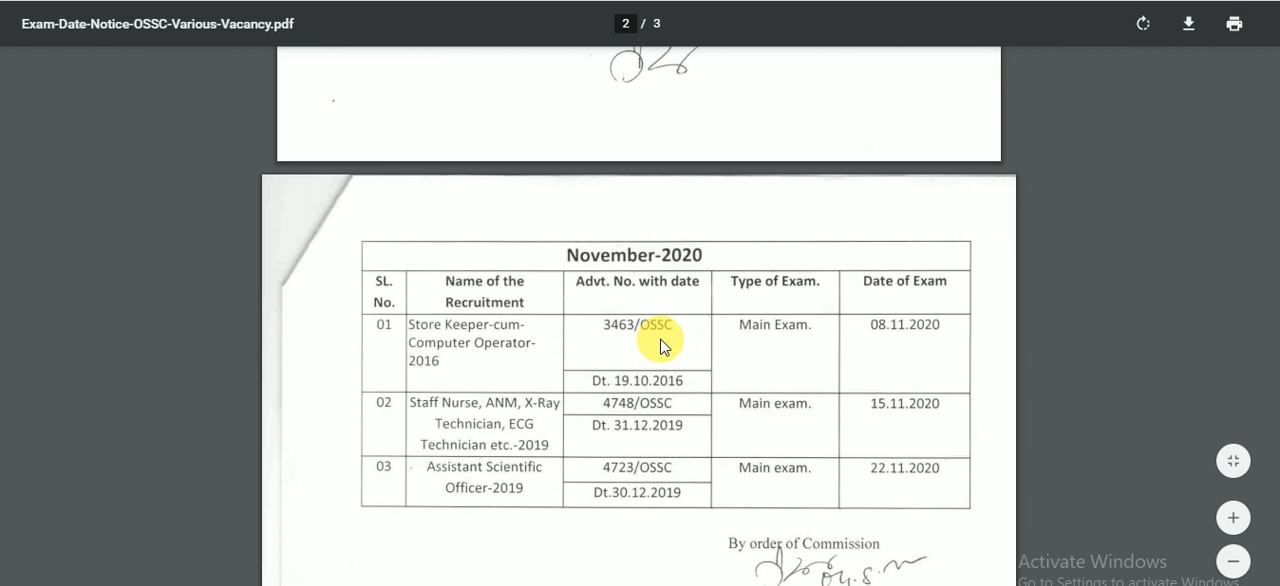 Exam-Date-Notice-OSSC-Various-Vacancy.pdf
2 / 3
November-2020
SL. No.
Name of the Recruitment
Advt. No. with date
Type of Exam.
Date of Exam
01
Store Keeper-cum-
Computer Operator-
2016
3463/OSSC
Dt. 19.10.2016
Main Exam.
08.11.2020
02
Staff Nurse, ANM, X-Ray
Technician, ECG
Technician etc.-2019
4748/OSSC
Dt. 31.12.2019
Main exam.
15.11.2020
03
Assistant Scientific
Officer-2019
4723/OSSC
Dt.30.12.2019
Main exam.
22.11.2020
By order of Commission
Activate Windows
Go to Settings to activate Windows.